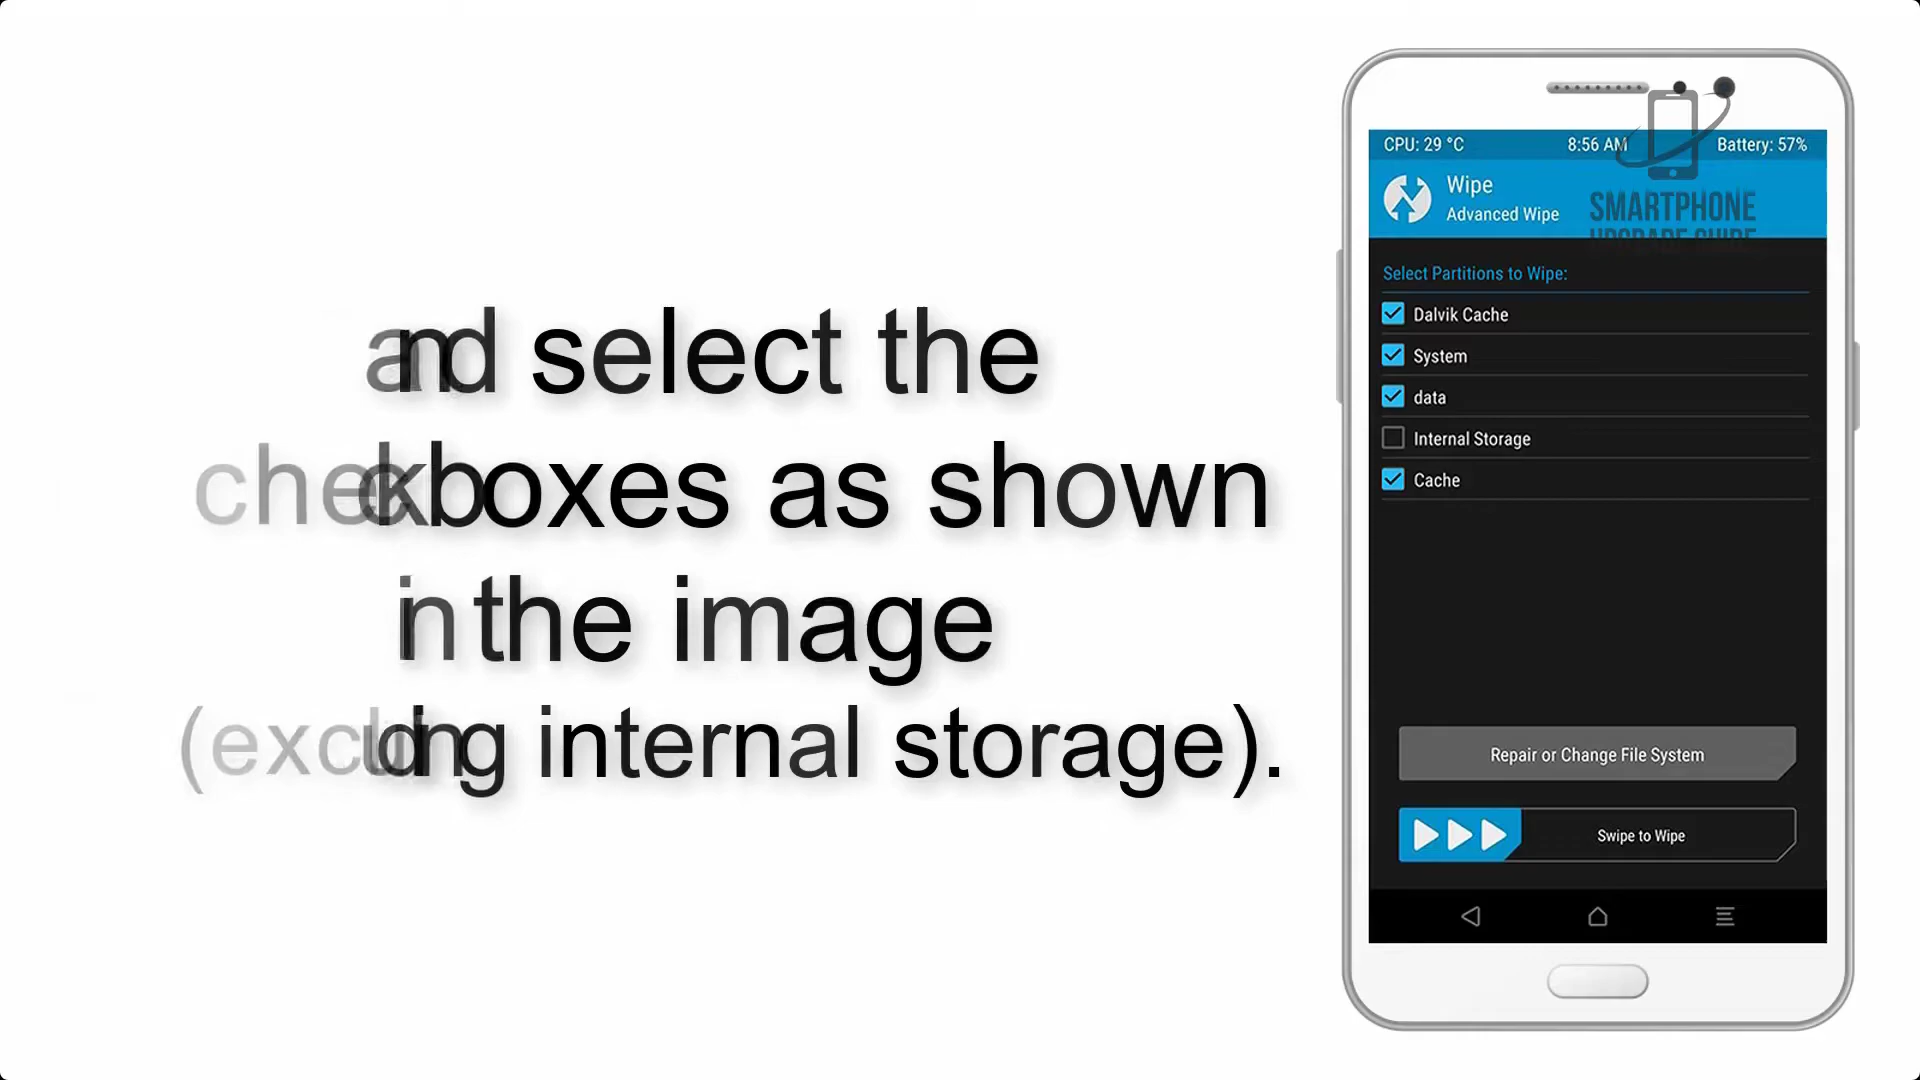 and select the
checkboxes as shown
in the image
(excluding internal storage).
CPU: 29 °C
8:56 AM
Battery: 57%
Wipe
Advanced Wipe
SMARTPHONE
UPGRADE GUIDE
Select Partitions to Wipe:
Dalvik Cache
System
data
Internal Storage
Cache
Repair or Change File System
Swipe to Wipe